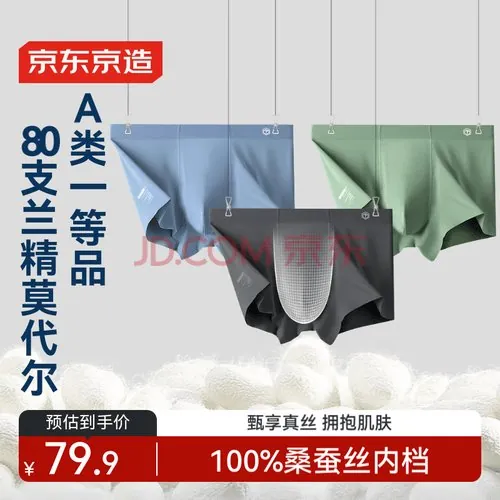 京东京造
A类一等品
80支兰精莫代尔
JD.COM 京东
预估到手价
¥79.9
甄享真丝 拥抱肌肤
100%桑蚕丝内档